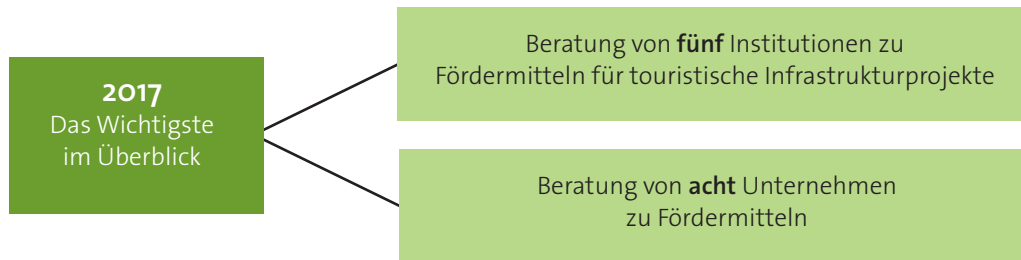 2017
Das Wichtigste
im Überblick
Beratung von fünf Institutionen zu
Fördermitteln für touristische Infrastrukturprojekte
Beratung von acht Unternehmen
zu Fördermitteln